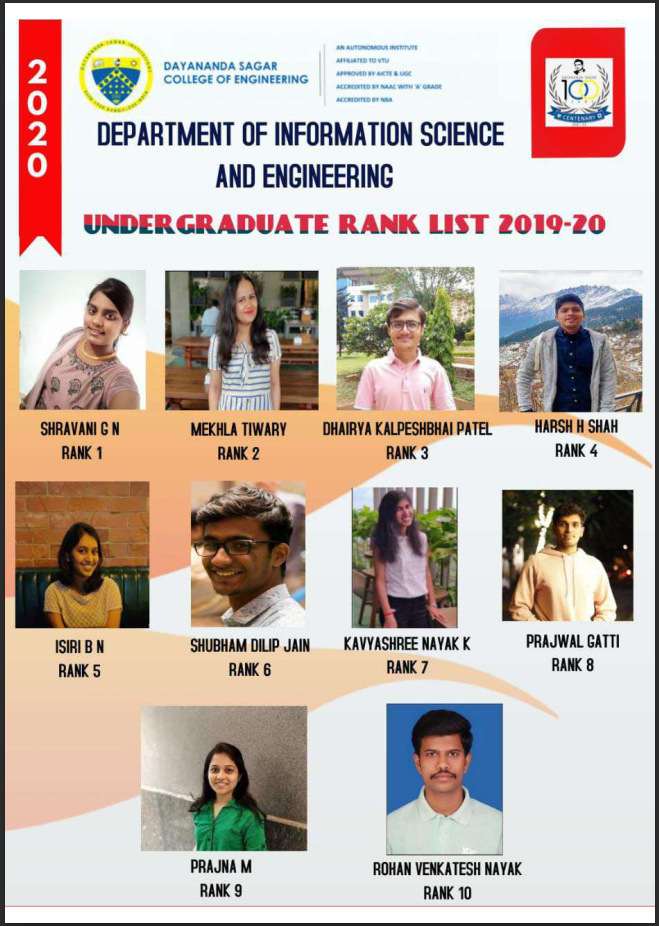 2020
DAYANANDA SAGAR
COLLEGE OF ENGINEERING
AN AUTONOMOUS INSTITUTE
AFFILIATED TO VTU
APPROVED BY AICTE & UGC
ACCREDITED BY NAAC WITH 'A' GRADE
ACCREDITED BY NBA
DAYANANDA SAGAR
100
CENTENARY
DEPARTMENT OF INFORMATION SCIENCE
AND ENGINEERING
UNDERGRADUATE RANK LIST 2019-20
SHRAVANI G N
RANK 1
MEKHLA TIWARY
RANK 2
DHAIRYA KALPESHBHAI PATEL
RANK 3
HARSH H SHAH
RANK 4
ISIRI B N
RANK 5
SHUBHAM DILIP JAIN
RANK 6
KAVYASHREE NAYAK K
RANK 7
PRAJWAL GATTI
RANK 8
PRAJNA M
RANK 9
ROHAN VENKATESH NAYAK
RANK 10